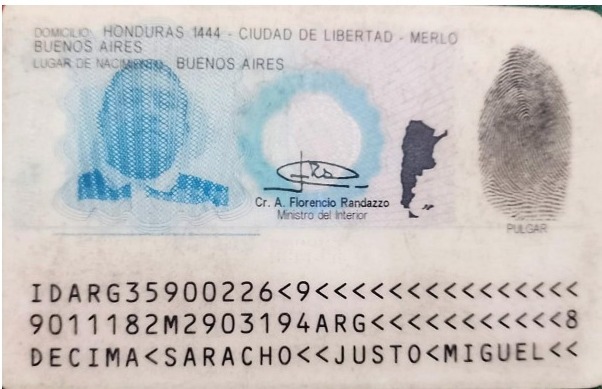 DOMICILIO: HONDURAS 1444 - CIUDAD DE LIBERTAD - MERLO
BUENOS AIRES
LUGAR DE NACIMIENTO: BUENOS AIRES
Cr. A. Florencio Randazzo
Ministro del Interior
PULGAR
IDARG35900226<9<<<<<<<<<<<<<<<
9011182M2903194ARG<<<<<<<<<<<8
DECIMA<SARACHO<<JUSTO<MIGUEL<<